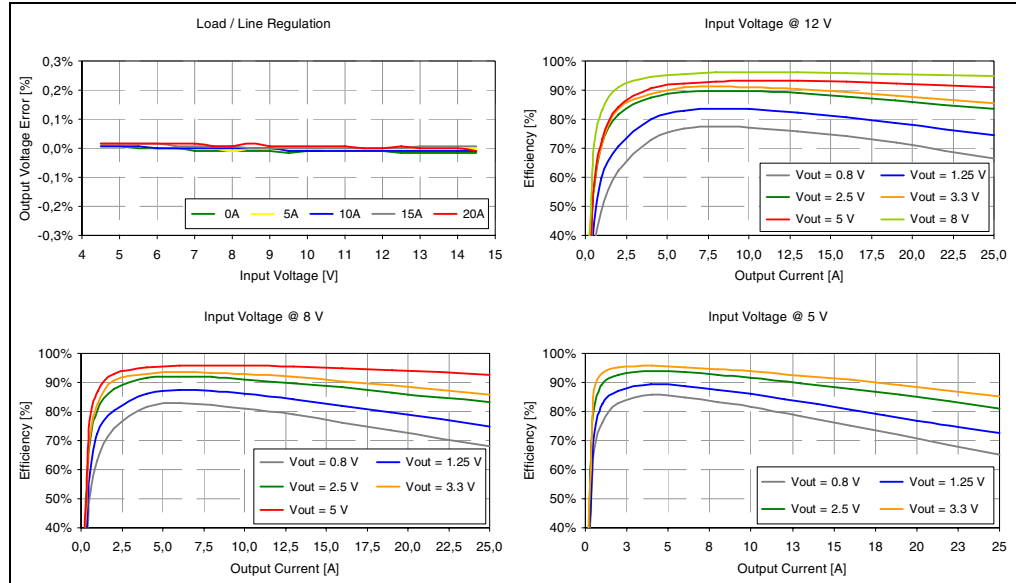 Load / Line Regulation
Output Voltage Error [%]
0,3%
0,2%
0,1%
0,0%
-0,1%
-0,2%
-0,3%
0A 5A 10A 15A 20A
4 5 6 7 8 9 10 11 12 13 14 15
Input Voltage [V]
Input Voltage @ 12 V
Efficiency [%]
100%
90%
80%
70%
60%
50%
40%
Vout = 0.8 V Vout = 1.25 V
Vout = 2.5 V Vout = 3.3 V
Vout = 5 V Vout = 8 V
0,0 2,5 5,0 7,5 10,0 12,5 15,0 17,5 20,0 22,5 25,0
Output Current [A]
Input Voltage @ 8 V
Efficiency [%]
100%
90%
80%
70%
60%
50%
40%
Vout = 0.8 V Vout = 1.25 V
Vout = 2.5 V Vout = 3.3 V
Vout = 5 V
0,0 2,5 5,0 7,5 10,0 12,5 15,0 17,5 20,0 22,5 25,0
Output Current [A]
Input Voltage @ 5 V
Efficiency [%]
100%
90%
80%
70%
60%
50%
40%
Vout = 0.8 V Vout = 1.25 V
Vout = 2.5 V Vout = 3.3 V
0 3 5 8 10 13 15 18 20 23 25
Output Current [A]